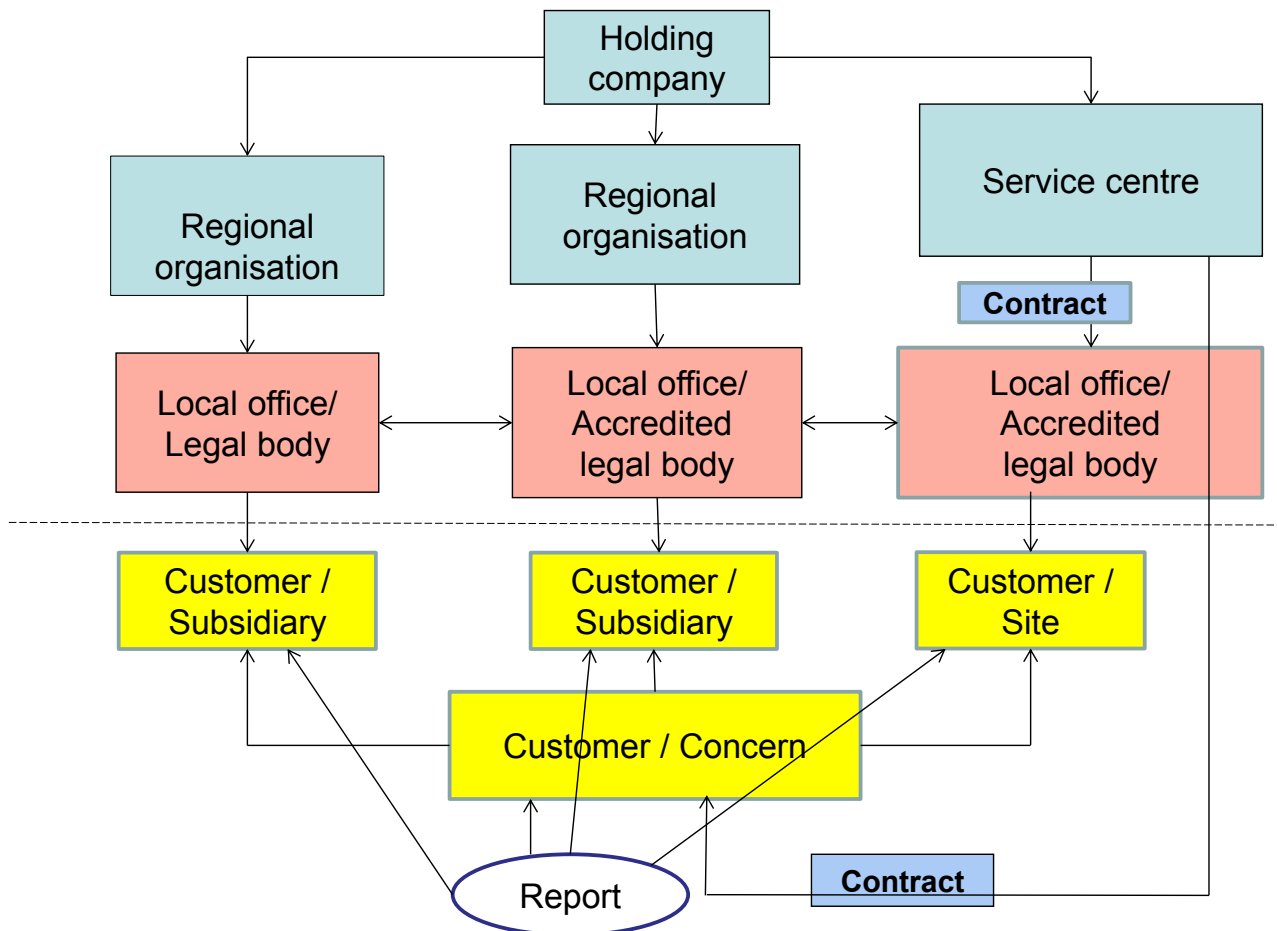 Holding
company
Regional
organisation
Regional
organisation
Service centre
Contract
Local office/
Legal body
Local office/
Accredited
legal body
Local office/
Accredited
legal body
Customer /
Subsidiary
Customer /
Subsidiary
Customer /
Site
Customer / Concern
Report
Contract